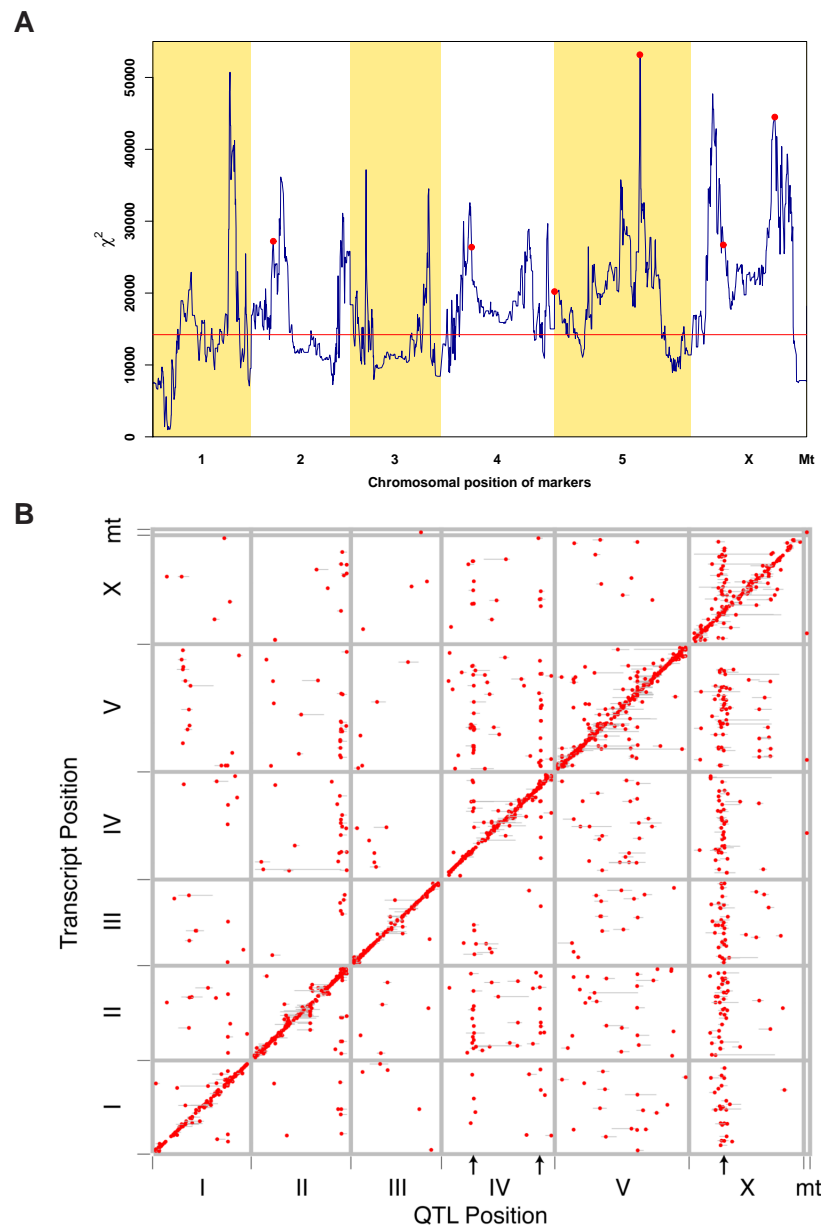 A
χ2
50000
40000
30000
20000
10000
0
1 2 3 4 5 X Mt
Chromosomal position of markers
B
Transcript Position
mt
X
V
IV
III
II
I
I II III IV V X mt
QTL Position